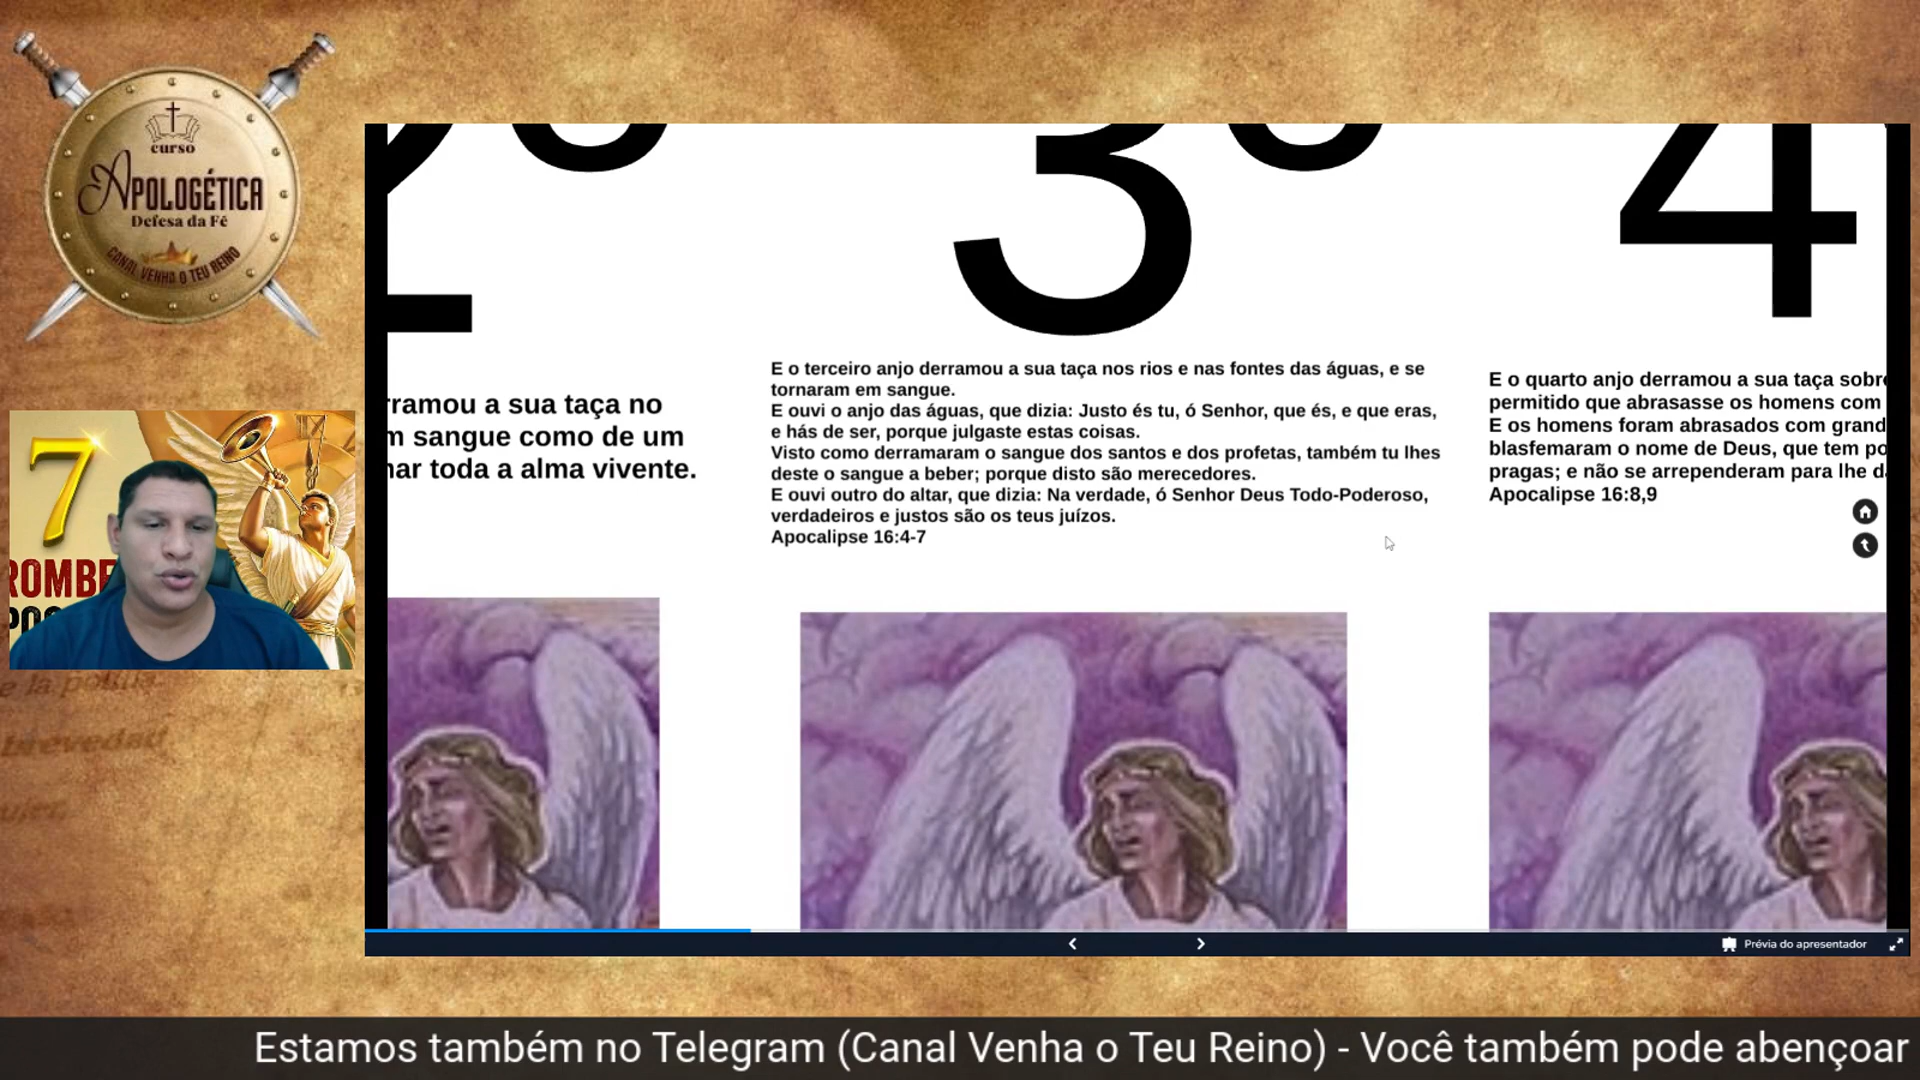 curso
APOLOGÉTICA
Defesa da Fé
CANAL VENHA O TEU REINO
2º
3º
4
rramou a sua taça no
m sangue como de um
nar toda a alma vivente.
E o terceiro anjo derramou a sua taça nos rios e nas fontes das águas, e se
tornaram em sangue.
E ouvi o anjo das águas, que dizia: Justo és tu, ó Senhor, que és, e que eras,
e hás de ser, porque julgaste estas coisas.
Visto como derramaram o sangue dos santos e dos profetas, também tu lhes
deste o sangue a beber; porque disto são merecedores.
E ouvi outro do altar, que dizia: Na verdade, ó Senhor Deus Todo-Poderoso,
verdadeiros e justos são os teus juízos.
Apocalipse 16:4-7
E o quarto anjo derramou a sua taça sobre
permitido que abrasasse os homens com
E os homens foram abrasados com grand
blasfemaram o nome de Deus, que tem po
pragas; e não se arrependeram para lhe d
Apocalipse 16:8,9
7
ROMBE
brevedad
Prévia do apresentador
Estamos também no Telegram (Canal Venha o Teu Reino) - Você também pode abençoar